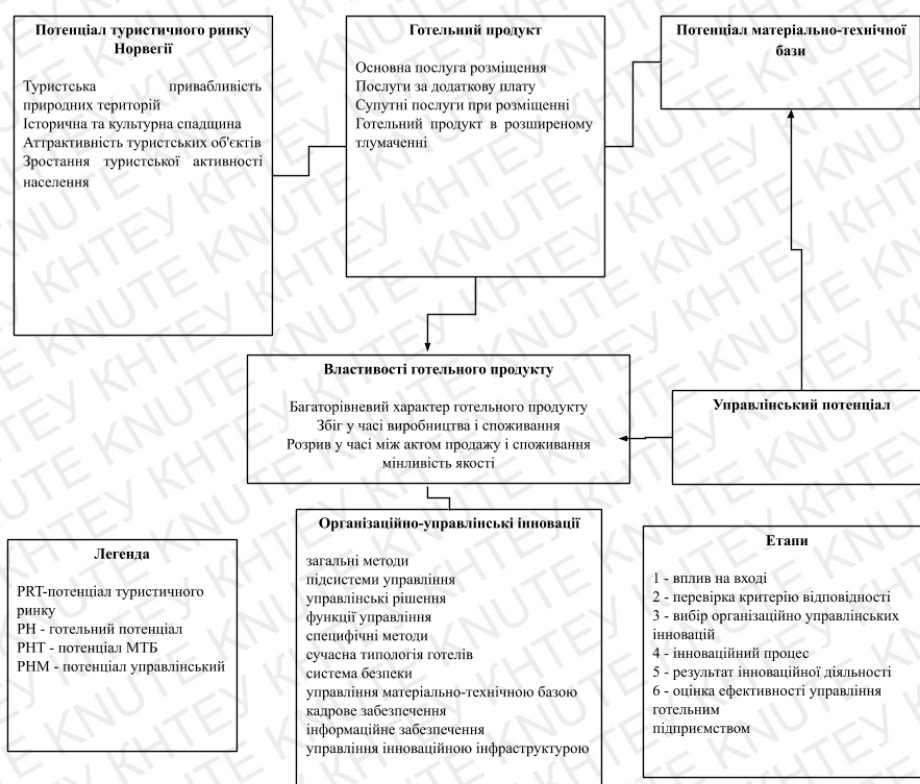 Потенціал туристичного ринку
Норвегії
Туристська привабливість
природних територій
Історична та культурна спадщина
Аттрактивність туристських об'єктів
Зростання туристської активності
населення
Готельний продукт
Основна послуга розміщення
Послуги за додаткову плату
Супутні послуги при розміщенні
Готельний продукт в розширеному
тлумаченні
Потенціал матеріально-технічної
бази
Властивості готельного продукту
Багаторівневий характер готельного продукту
Збіг у часі виробництва і споживання
Розрив у часі між актом продажу і споживання
мінливість якості
Управлінський потенціал
Легенда
PRT-потенціал туристичного
ринку
PH - готельний потенціал
PHT - потенціал МТБ
PHM - потенціал управлінський
Організаційно-управлінські інновації
загальні методи
підсистеми управління
управлінські рішення
функції управління
специфічні методи
сучасна типологія готелів
система безпеки
управління матеріально-технічною базою
кадрове забезпечення
інформаційне забезпечення
управління інноваційною інфраструктурою
Етапи
1 - вплив на вході
2 - перевірка критерію відповідності
3 - вибір організаційно управлінських
інновацій
4 - інноваційний процес
5 - результат інноваційної діяльності
6 - оцінка ефективності управління
готельним
підприємством
KNUTE КНТЕУ